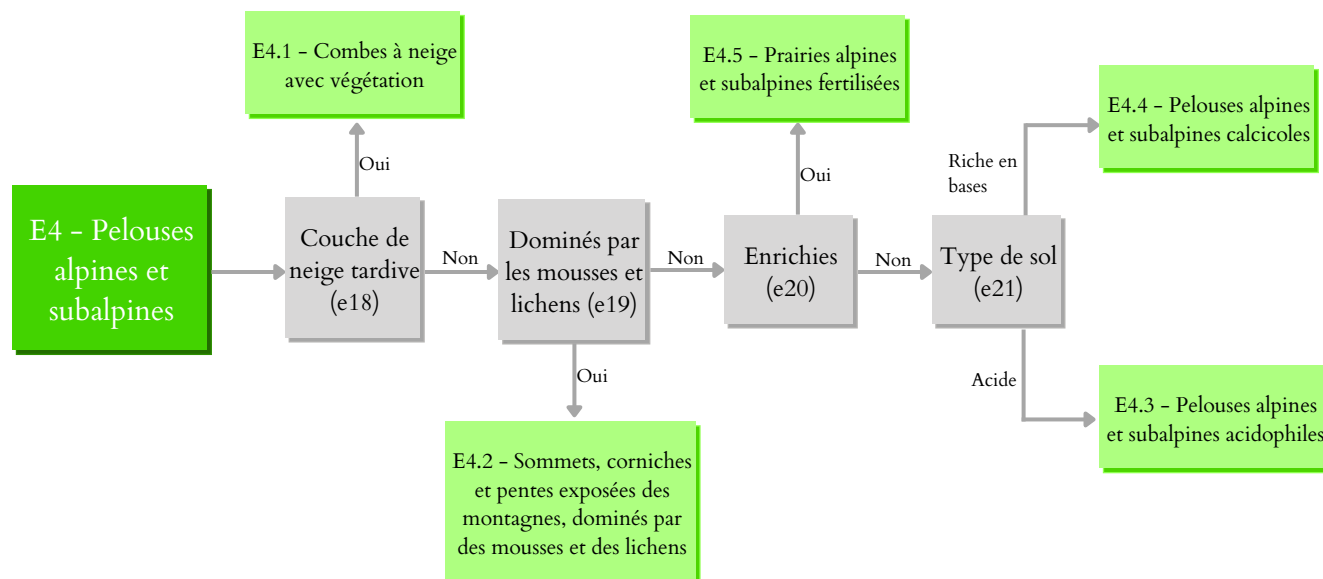 E4.1 - Combes à neige
avec végétation
E4.5 - Prairies alpines
et subalpines fertilisées
E4.4 - Pelouses alpines
et subalpines calcicoles
Oui
Oui
Riche en
bases
E4 - Pelouses
alpines et
subalpines
Couche de
neige tardive
(e18)
Non
Dominés par
les mousses et
lichens (e19)
Non
Enrichies
(e20)
Non
Type de sol
(e21)
Oui
Acide
E4.3 - Pelouses alpines
et subalpines acidophiles
E4.2 - Sommets, corniches
et pentes exposées des
montagnes, dominés par
des mousses et des lichens